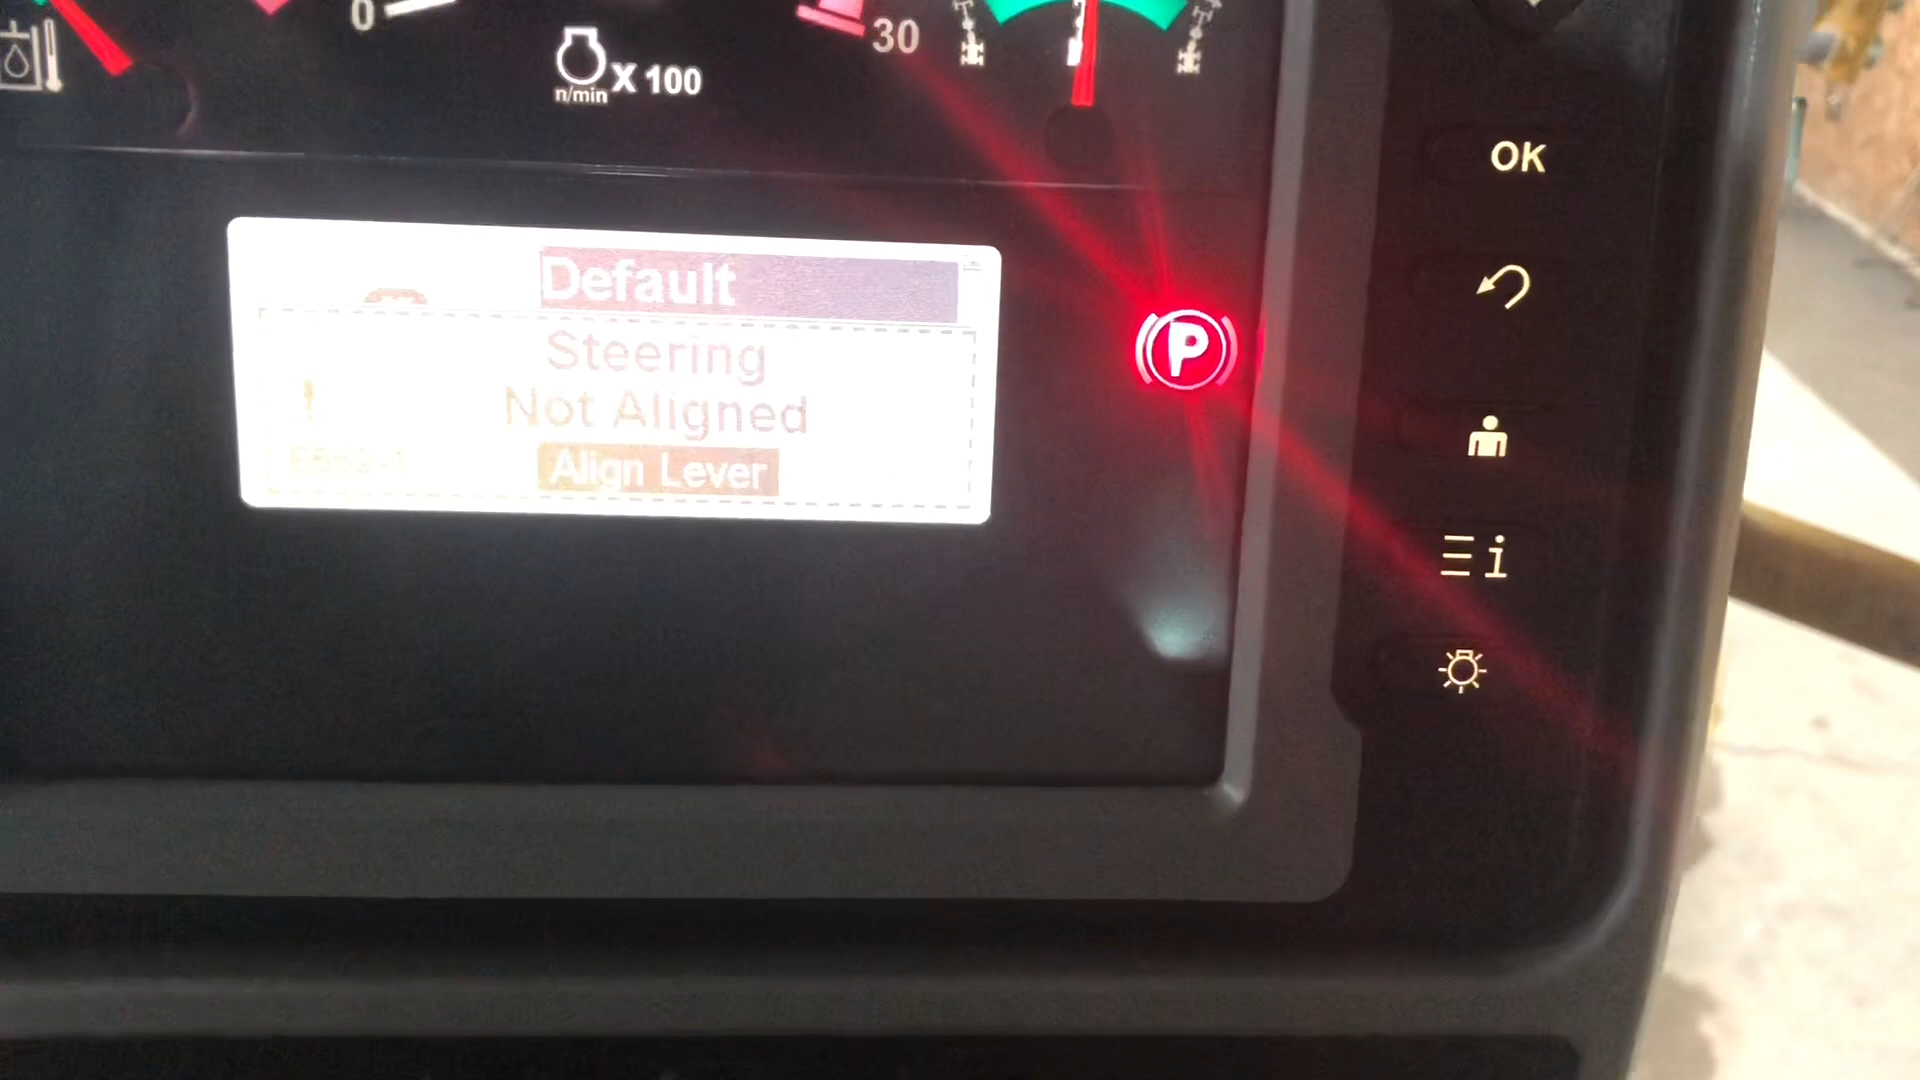 0
30
n/min X 100
OK
Default
Steering
Not Aligned
Align Lever
P
i